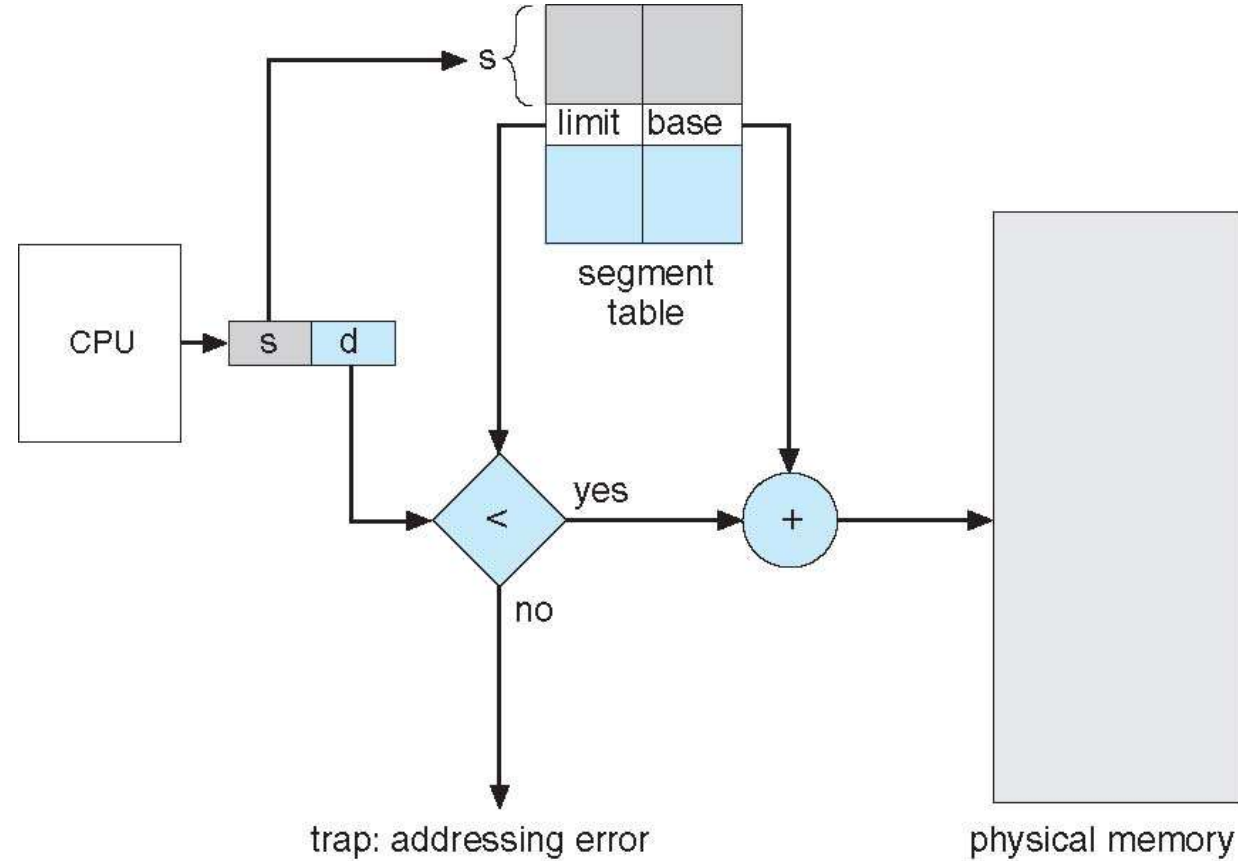 s
limit base
segment
table
CPU
s d
<
yes
+
no
trap: addressing error
physical memory